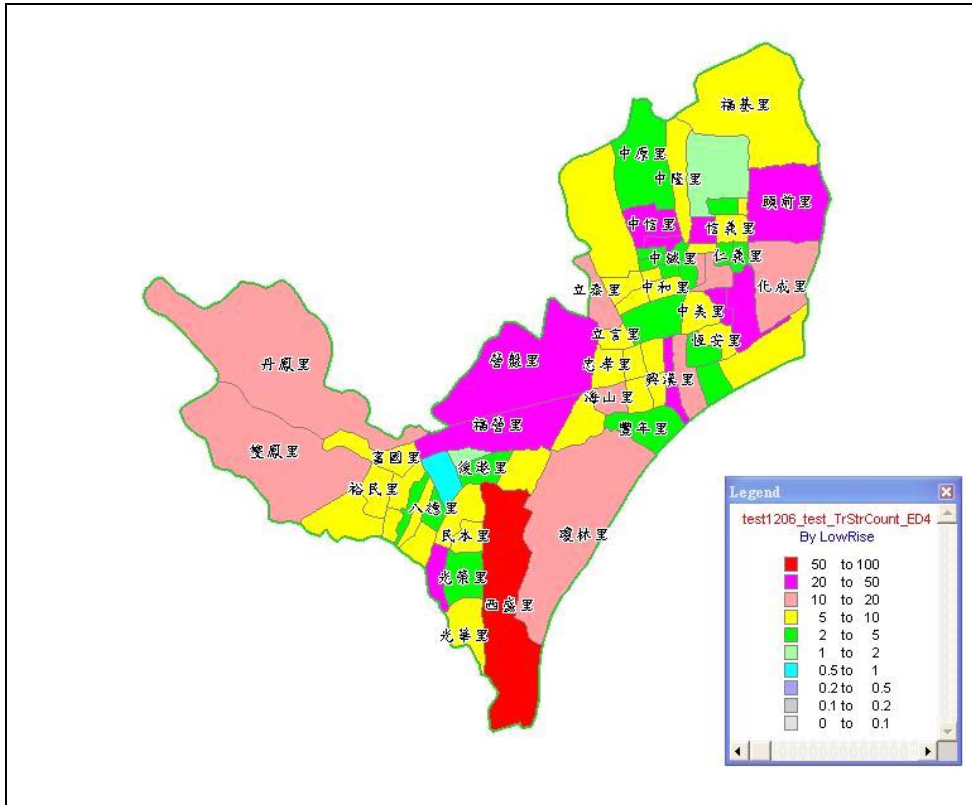 福基里
中原里
中隆里
頭前里
中信里
信義里
中誠里
仁義里
立泰里
中和里
化成里
中美里
立言里
恆安里
營盤里
忠孝里
丹鳳里
興漢里
海山里
福營里
豐年里
雙鳳里
富國里
後港里
裕民里
八德里
民本里
瓊林里
光榮里
西盛里
光華里
Legend
test1206_test_TrStrCount_ED4
By LowRise
50 to 100
20 to 50
10 to 20
5 to 10
2 to 5
1 to 2
0.5 to 1
0.2 to 0.5
0.1 to 0.2
0 to 0.1